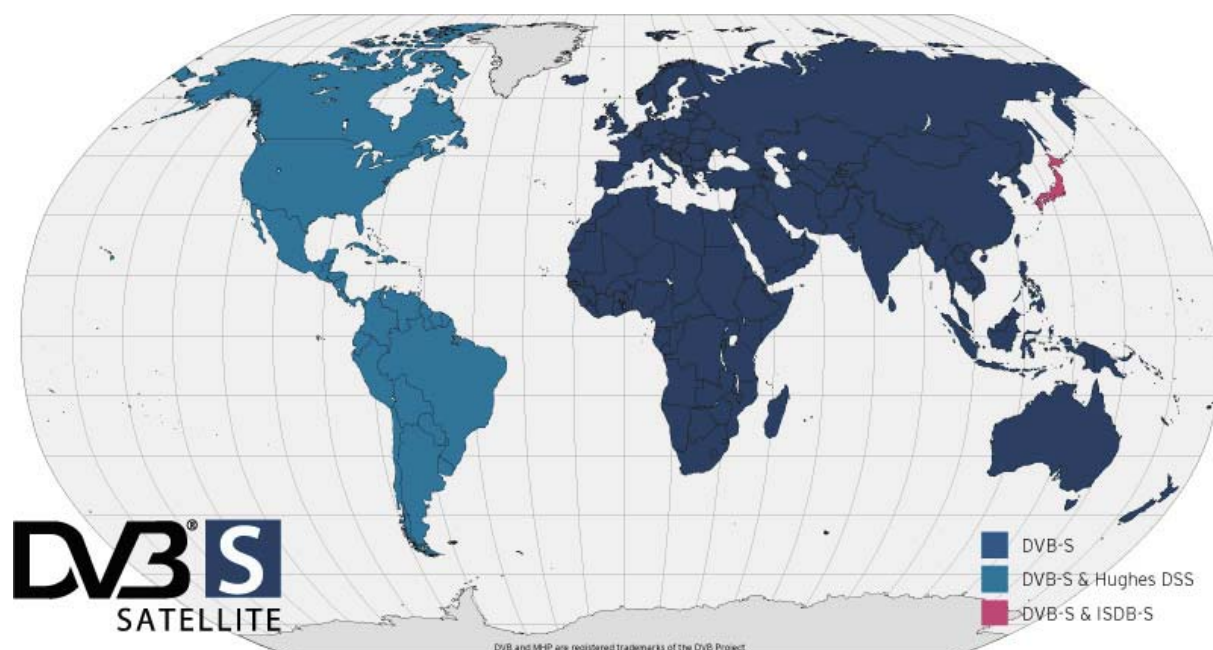 DVB® S
SATELLITE
DVB-S
DVB-S & Hughes DSS
DVB-S & ISDB-S
DVB and MHP are registered trademarks of the DVB Project